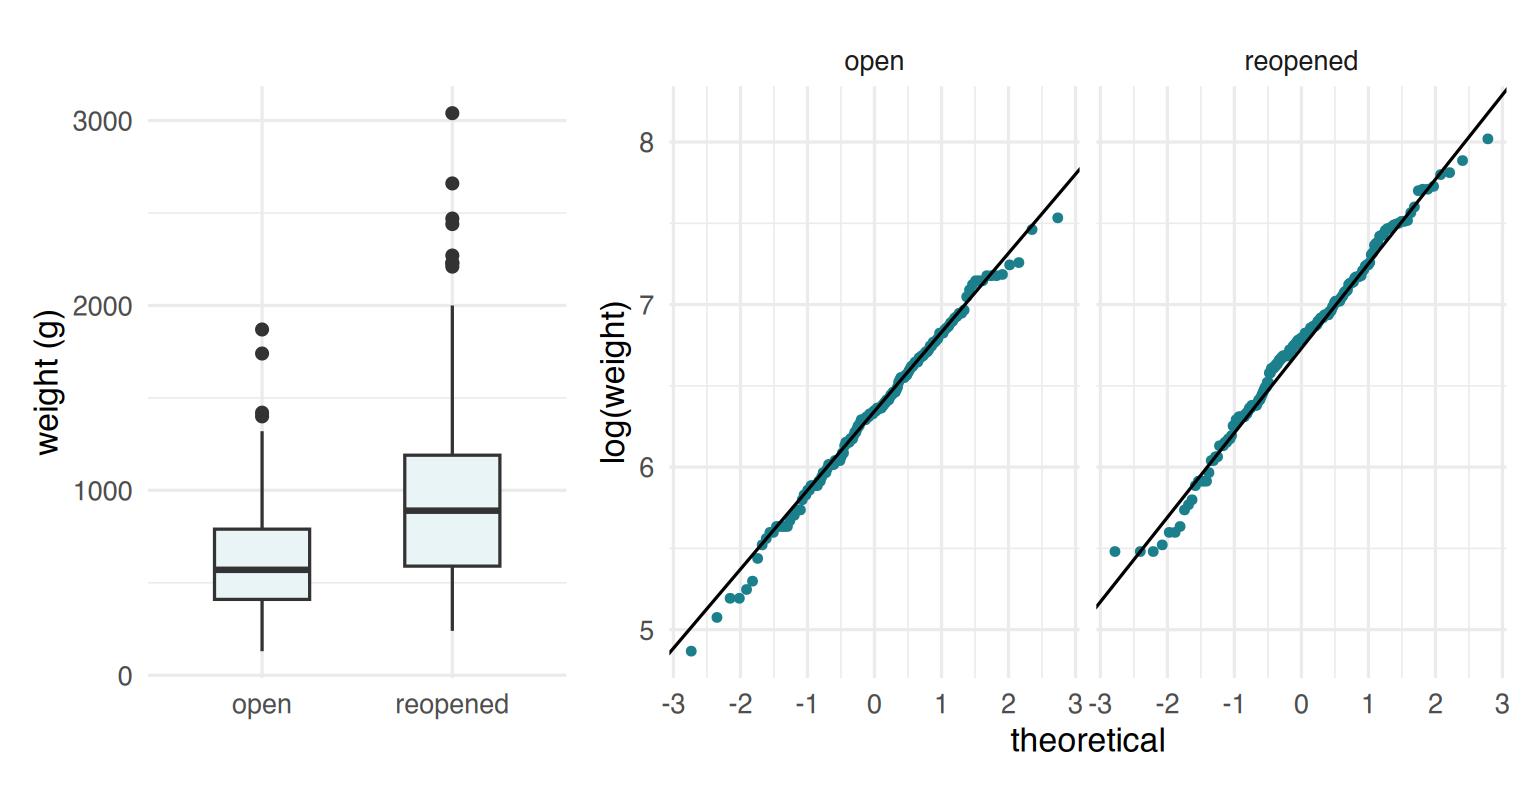 weight (g)
3000
2000
1000
0
open
reopened
open
reopened
log(weight)
8
7
6
5
-3 -2 -1 0 1 2 3
-3 -2 -1 0 1 2 3
theoretical